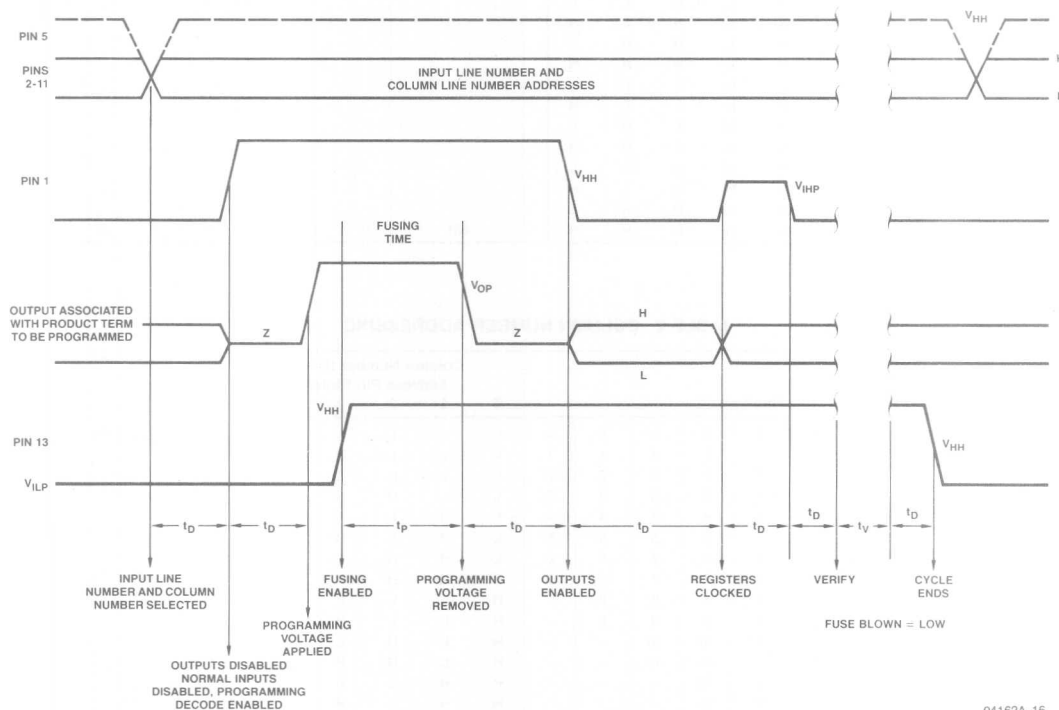 PIN 5
V_HH
PINS
2-11
INPUT LINE NUMBER AND
COLUMN LINE NUMBER ADDRESSES
PIN 1
V_HH
V_IHP
FUSING
TIME
V_OP
OUTPUT ASSOCIATED
WITH PRODUCT TERM
TO BE PROGRAMMED
Z
Z
H
L
V_HH
PIN 13
V_HH
V_ILP
t_D
t_D
t_P
t_D
t_D
t_D
t_D
t_V
t_D
INPUT LINE
NUMBER AND COLUMN
NUMBER SELECTED
OUTPUTS DISABLED
NORMAL INPUTS
DISABLED, PROGRAMMING
DECODE ENABLED
PROGRAMMING
VOLTAGE
APPLIED
FUSING
ENABLED
PROGRAMMING
VOLTAGE
REMOVED
OUTPUTS
ENABLED
REGISTERS
CLOCKED
VERIFY
CYCLE
ENDS
FUSE BLOWN = LOW